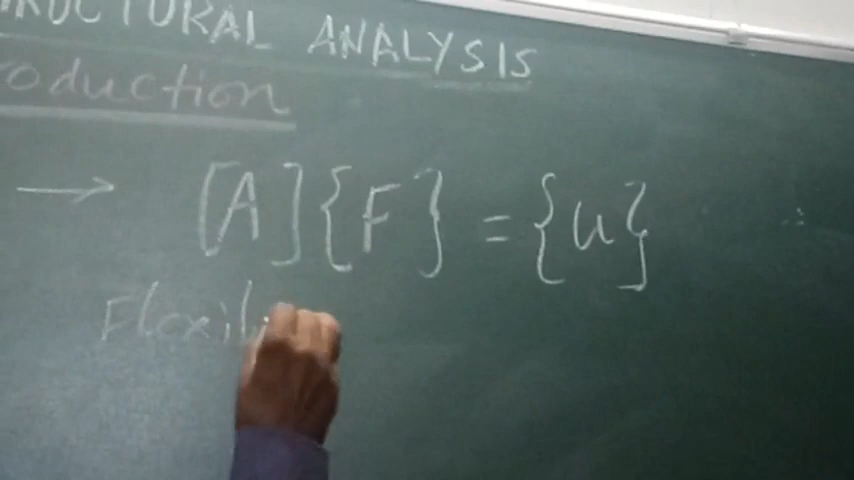 RUCTURAL ANALYSIS
roduction
→ [A]{F} = {u}
Flexib